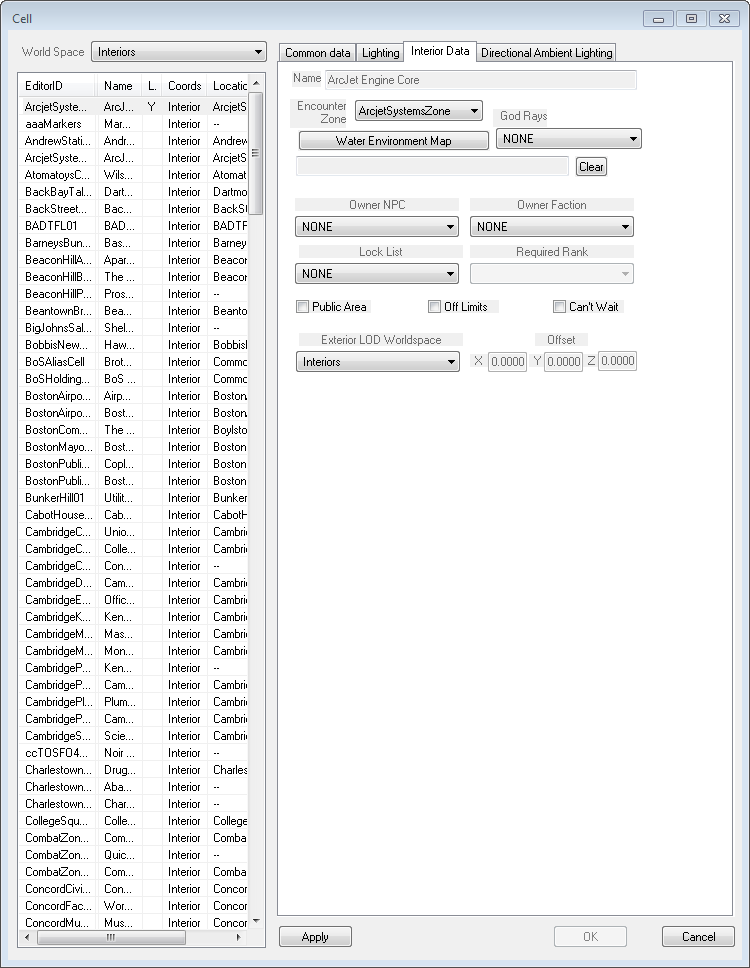 Cell
World Space Interiors
Common data Lighting Interior Data Directional Ambient Lighting
EditorID Name L. Coords Locatio
ArcjetSyste... ArcJ... Y Interior ArcjetS
aaaMarkers Mar... Interior --
AndrewStati... Andr... Interior Andrew
ArcjetSyste... ArcJ... Interior ArcjetS
AtomatoysC... Wils... Interior Atomat
BackBayTal... Dart... Interior Dartmo
BackStreet... Bac... Interior BackSt
BADTFL01 BAD... Interior BADTF
BarneysBun... Bas... Interior Barney
BeaconHillA... Apar... Interior Beacon
BeaconHillB... The ... Interior Beacon
BeaconHillP... Pros... Interior --
BeantownBr... Bea... Interior Beanto
BigJohnsSal... Shel... Interior --
BobbisNew... Haw... Interior Bobbisl
BoSAliasCell Brot... Interior Commo
BoSHolding... BoS ... Interior Commo
BostonAirpo... Airp... Interior Boston
BostonAirpo... Bost... Interior Boston
BostonCom... The ... Interior Boylsto
BostonMayo... Bost... Interior Boston
BostonPubli... Copl... Interior Boston
BostonPubli... Bost... Interior Boston
BunkerHill01 Utilit... Interior Bunker
CabotHouse... Cab... Interior CabotH
CambridgeC... Unio... Interior Cambri
CambridgeC... Colle... Interior Cambri
CambridgeC... Con... Interior --
CambridgeD... Cam... Interior Cambri
CambridgeE... Offic... Interior Cambri
CambridgeK... Ken... Interior Cambri
CambridgeM... Mas... Interior Cambri
CambridgeM... Mon... Interior Cambri
CambridgeP... Ken... Interior --
CambridgeP... Cam... Interior Cambri
CambridgePl... Plum... Interior Cambri
CambridgeP... Cam... Interior Cambri
CambridgeS... Scie... Interior Cambri
ccTOSFO4... Noir ... Interior --
Charlestown... Drug... Interior Charles
Charlestown... Aba... Interior --
Charlestown... Char... Interior --
CollegeSqu... Colle... Interior College
CombatZon... Com... Interior Comba
CombatZon... Quic... Interior --
CombatZon... Com... Interior Comba
ConcordCivi... Con... Interior Concor
ConcordFac... Wor... Interior Concor
ConcordMu... Mus... Interior Concor
Name ArcJet Engine Core
Encounter Zone ArcjetSystemsZone God Rays
Water Environment Map NONE
Clear
Owner NPC Owner Faction
NONE NONE
Lock List Required Rank
NONE
Public Area Off Limits Can't Wait
Exterior LOD Worldspace Offset
Interiors X 0.0000 Y 0.0000 Z 0.0000
Apply OK Cancel